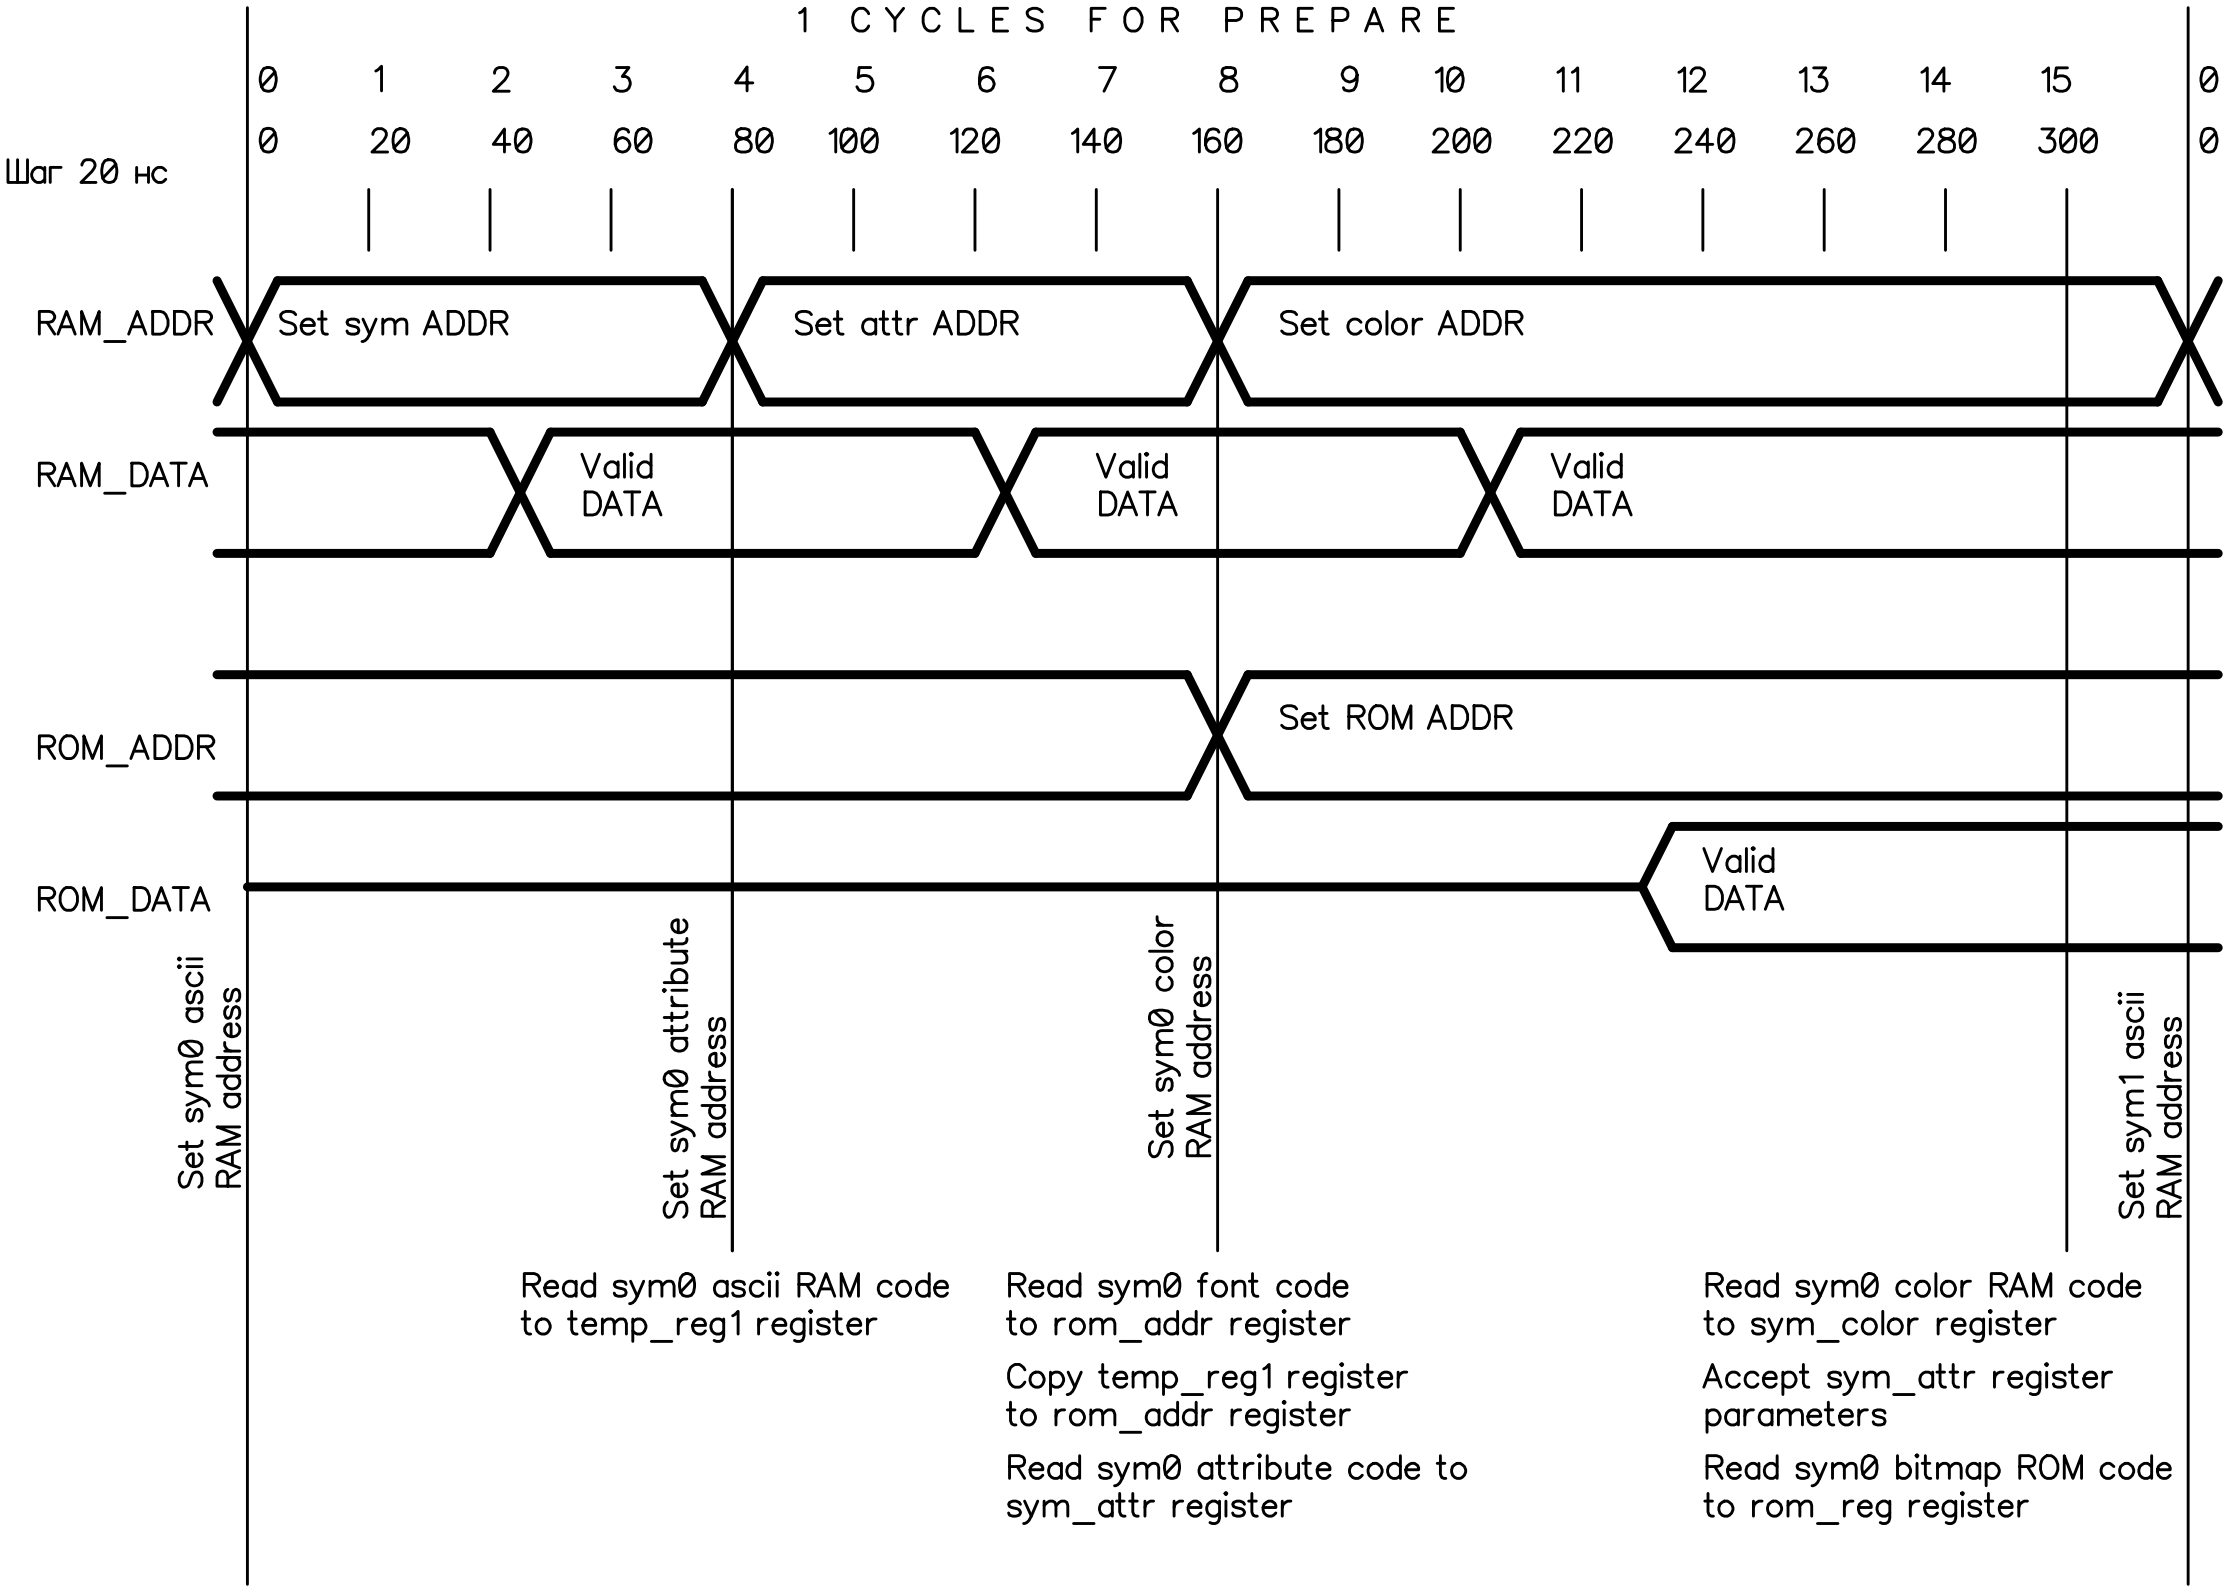 1 CYCLES FOR PREPARE
0 1 2 3 4 5 6 7 8 9 10 11 12 13 14 15 0
0 20 40 60 80 100 120 140 160 180 200 220 240 260 280 300 0
Шаг 20 нс
RAM_ADDR
Set sym ADDR
Set attr ADDR
Set color ADDR
RAM_DATA
Valid
DATA
Valid
DATA
Valid
DATA
ROM_ADDR
Set ROM ADDR
ROM_DATA
Valid
DATA
Set sym0 ascii
RAM address
Set sym0 attribute
RAM address
Set sym0 color
RAM address
Set sym1 ascii
RAM address
Read sym0 ascii RAM code
to temp_reg1 register
Read sym0 font code
to rom_addr register
Copy temp_reg1 register
to rom_addr register
Read sym0 attribute code to
sym_attr register
Read sym0 color RAM code
to sym_color register
Accept sym_attr register
parameters
Read sym0 bitmap ROM code
to rom_reg register